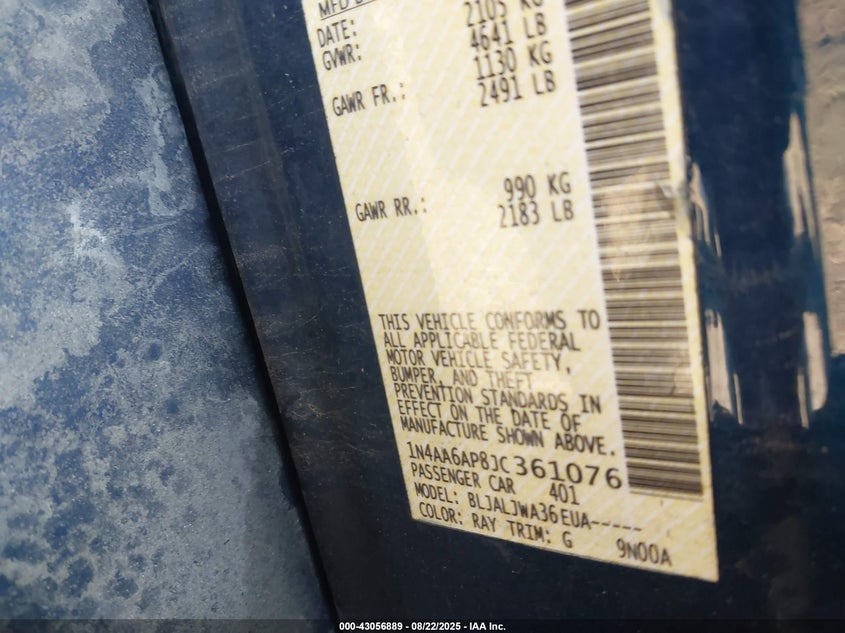 MFD
2105 KG
DATE: 4641 LB
GVWR: 1130 KG
GAWR FR.: 2491 LB
990 KG
GAWR RR.: 2183 LB
THIS VEHICLE CONFORMS TO
ALL APPLICABLE FEDERAL
MOTOR VEHICLE SAFETY,
BUMPER, AND THEFT
PREVENTION STANDARDS IN
EFFECT ON THE DATE OF
MANUFACTURE SHOWN ABOVE.
1N4AA6AP8JC361076
PASSENGER CAR 401
MODEL: BLJALJWA36EUA-----
COLOR: RAY TRIM: G 9N00A
000-43056889 - 08/22/2025 - IAA Inc.